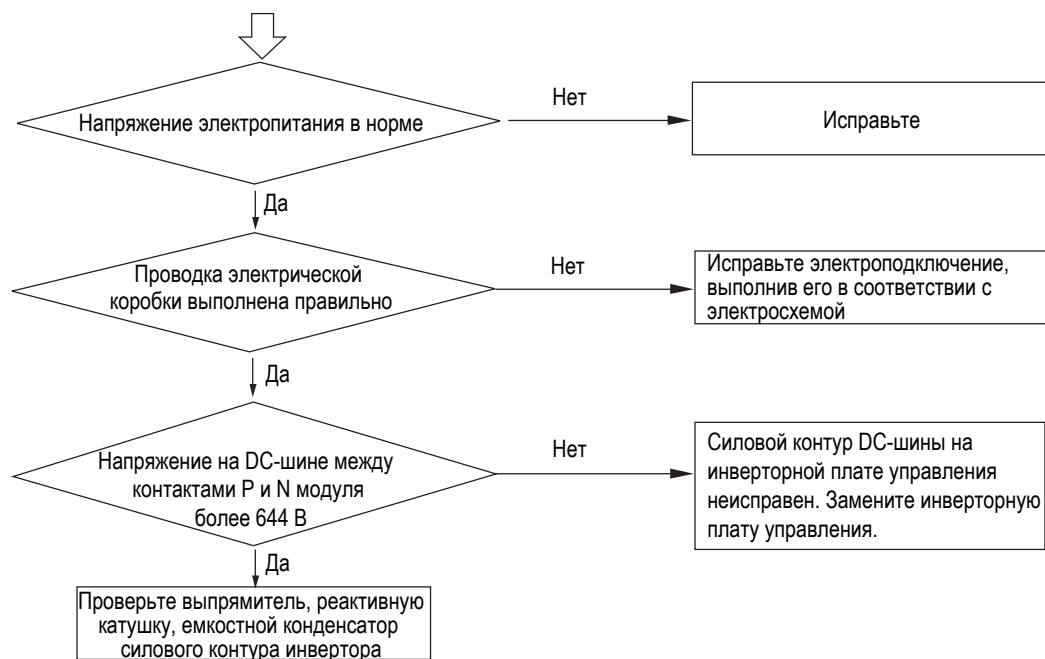 Напряжение электропитания в норме
Нет
Исправьте
Да
Проводка электрической
коробки выполнена правильно
Нет
Исправьте электроподключение,
выполнив его в соответствии с
электросхемой
Да
Напряжение на DC-шине между
контактами P и N модуля
более 644 В
Нет
Силовой контур DC-шины на
инверторной плате управления
неисправен. Замените инверторную
плату управления.
Да
Проверьте выпрямитель, реактивную
катушку, емкостной конденсатор
силового контура инвертора